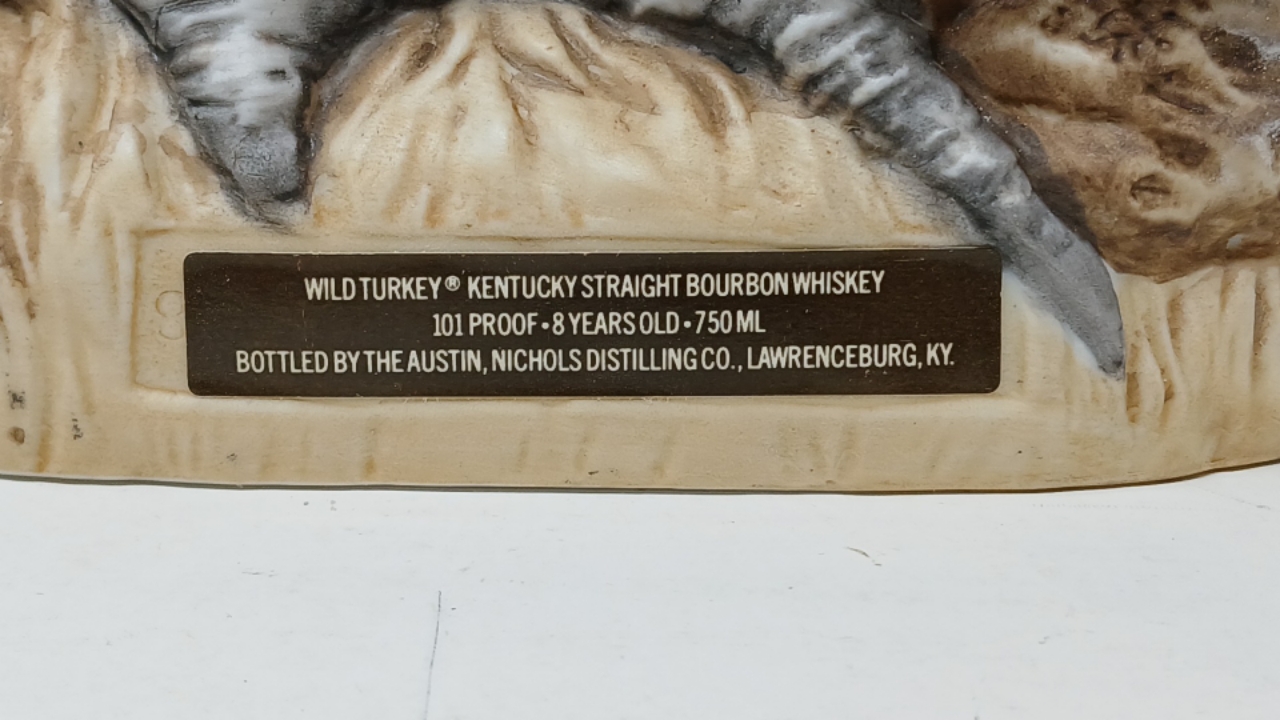 WILD TURKEY® KENTUCKY STRAIGHT BOURBON WHISKEY
101 PROOF • 8 YEARS OLD • 750 ML
BOTTLED BY THE AUSTIN, NICHOLS DISTILLING CO., LAWRENCEBURG, KY.